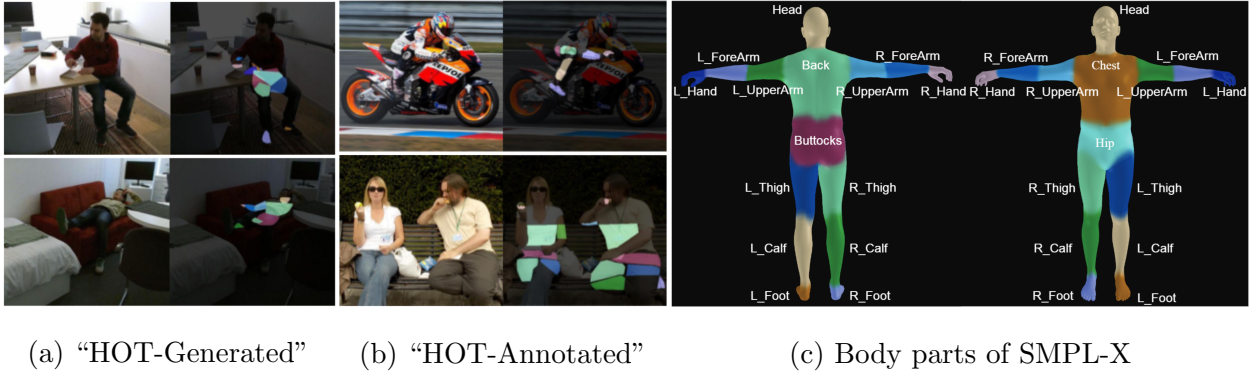 Head
Head
L_ForeArm
R_ForeArm
R_ForeArm
L_ForeArm
Back
Chest
L_Hand
L_UpperArm
R_UpperArm
R_Hand
R_Hand
R_UpperArm
L_UpperArm
L_Hand
REPSOL
Buttocks
Hip
L_Thigh
R_Thigh
R_Thigh
L_Thigh
L_Calf
R_Calf
R_Calf
L_Calf
L_Foot
R_Foot
R_Foot
L_Foot
(a) “HOT-Generated”
(b) “HOT-Annotated”
(c) Body parts of SMPL-X